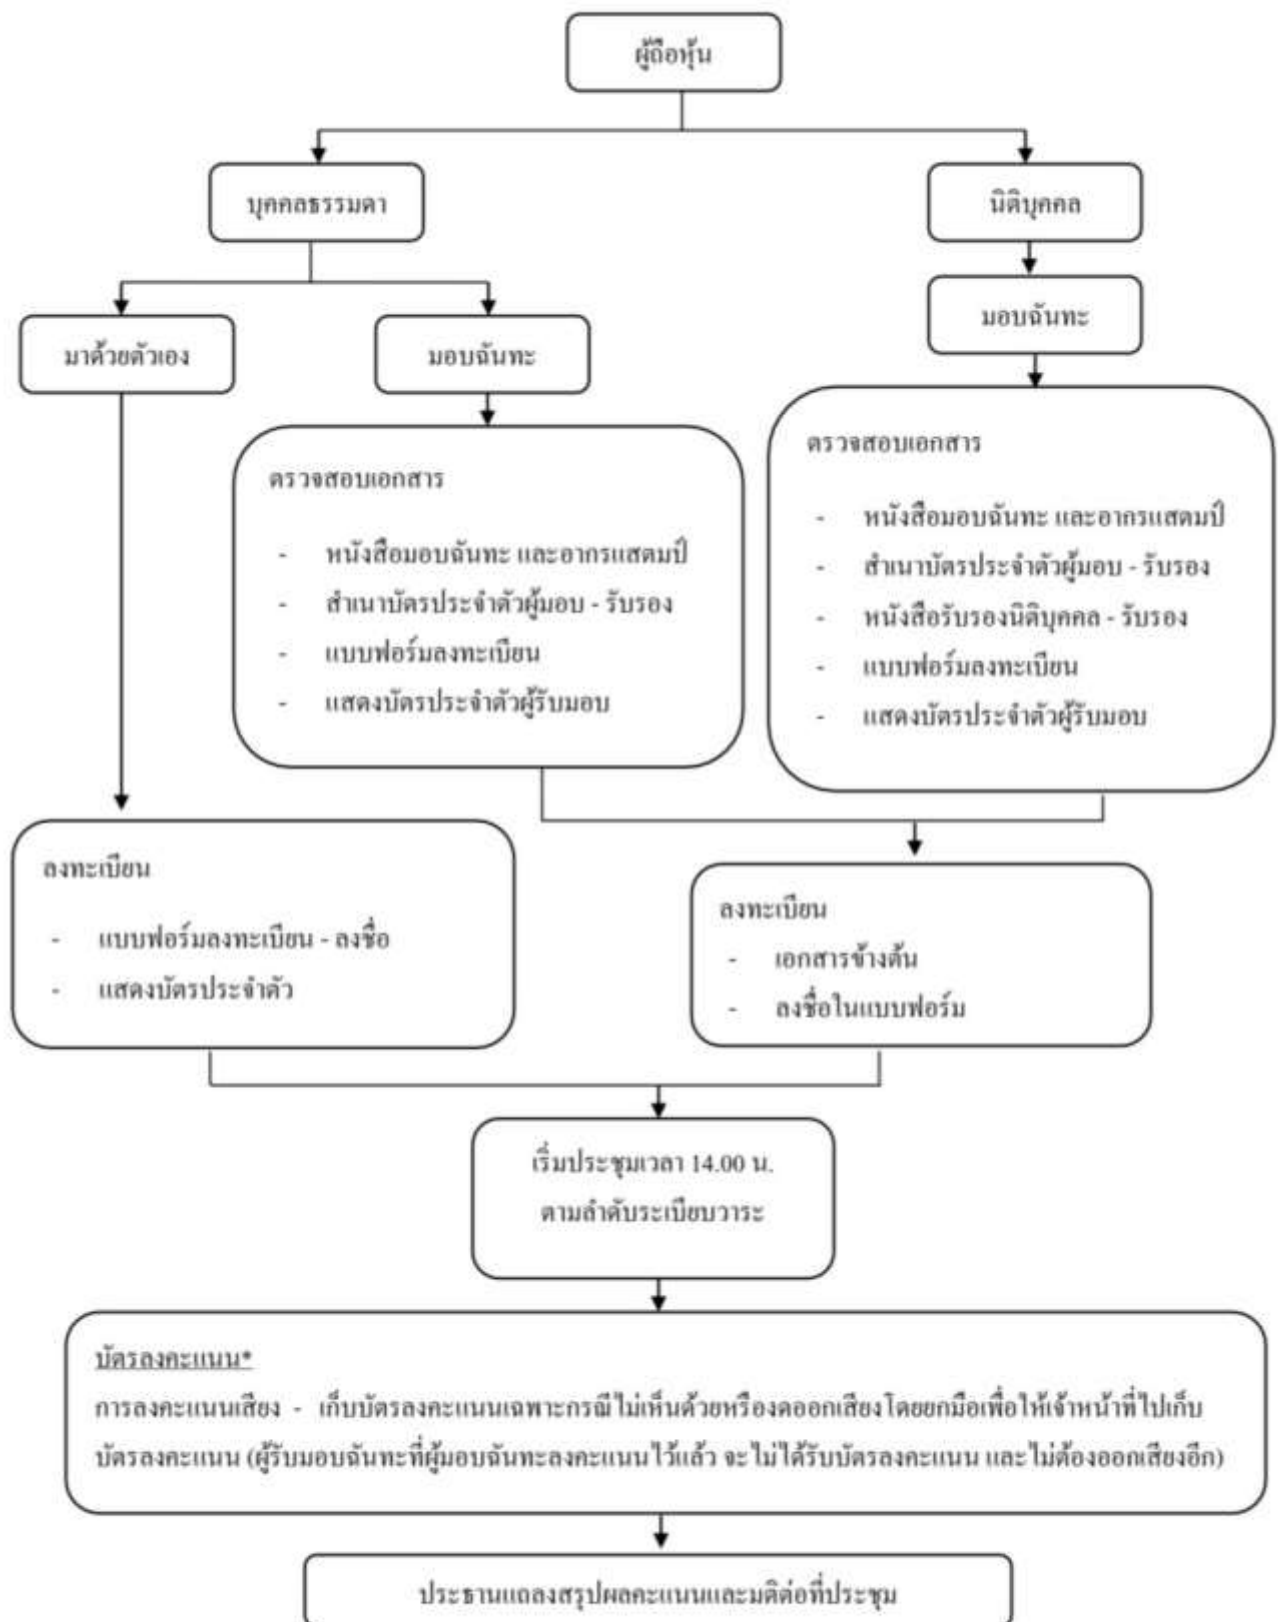 ผู้ถือหุ้น
บุคคลธรรมดา
นิติบุคคล
มาด้วยตัวเอง
มอบฉันทะ
มอบฉันทะ
ตรวจสอบเอกสาร
- หนังสือมอบฉันทะ และอากรแสตมป์
- สำเนาบัตรประจำตัวผู้มอบ - รับรอง
- แบบฟอร์มลงทะเบียน
- แสดงบัตรประจำตัวผู้รับมอบ
ตรวจสอบเอกสาร
- หนังสือมอบฉันทะ และอากรแสตมป์
- สำเนาบัตรประจำตัวผู้มอบ - รับรอง
- หนังสือรับรองนิติบุคคล - รับรอง
- แบบฟอร์มลงทะเบียน
- แสดงบัตรประจำตัวผู้รับมอบ
ลงทะเบียน
- แบบฟอร์มลงทะเบียน - ลงชื่อ
- แสดงบัตรประจำตัว
ลงทะเบียน
- เอกสารข้างต้น
- ลงชื่อในแบบฟอร์ม
เริ่มประชุมเวลา 14.00 น.
ตามลำดับระเบียบวาระ
บัตรลงคะแนน*
การลงคะแนนเสียง - เก็บบัตรลงคะแนนเฉพาะกรณีไม่เห็นด้วยหรืองดออกเสียงโดยยกมือเพื่อให้เจ้าหน้าที่ไปเก็บ
บัตรลงคะแนน (ผู้รับมอบฉันทะที่ผู้มอบฉันทะลงคะแนนไว้แล้ว จะไม่ได้รับบัตรลงคะแนน และไม่ต้องออกเสียงอีก)
ประธานแถลงสรุปผลคะแนนและมติต่อที่ประชุม